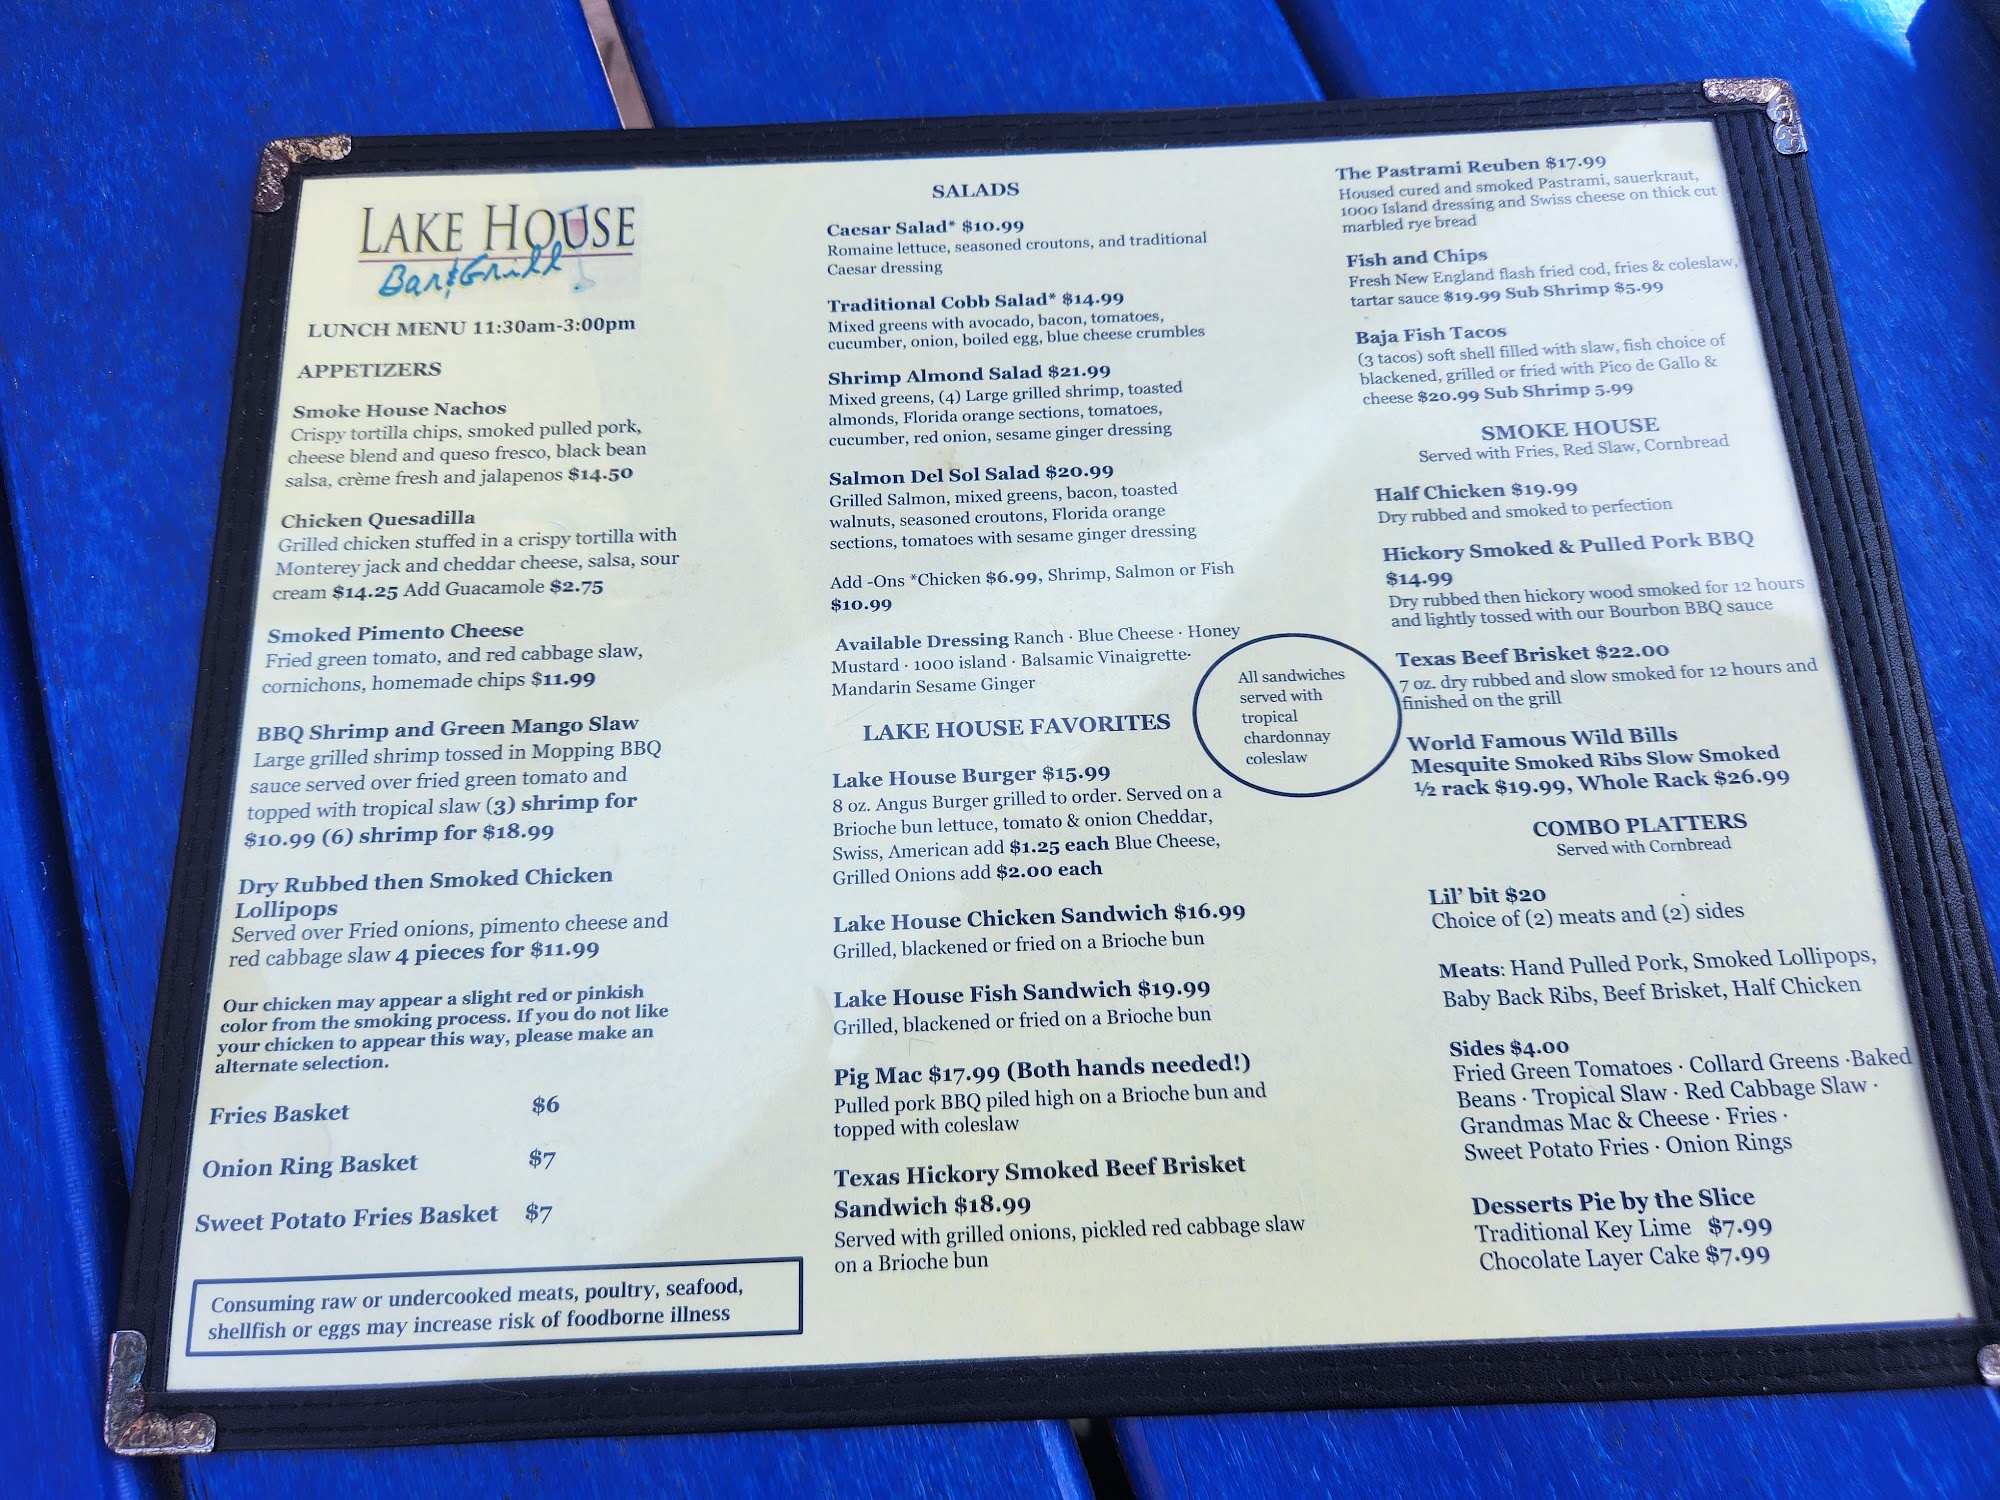 LAKE HOUSE
Bar & Grill
LUNCH MENU 11:30am-3:00pm
APPETIZERS
Smoke House Nachos
Crispy tortilla chips, smoked pulled pork,
cheese blend and queso fresco, black bean
salsa, crème fresh and jalapenos $14.50
Chicken Quesadilla
Grilled chicken stuffed in a crispy tortilla with
Monterey jack and cheddar cheese, salsa, sour
cream $14.25 Add Guacamole $2.75
Smoked Pimento Cheese
Fried green tomato, and red cabbage slaw,
cornichons, homemade chips $11.99
BBQ Shrimp and Green Mango Slaw
Large grilled shrimp tossed in Mopping BBQ
sauce served over fried green tomato and
topped with tropical slaw (3) shrimp for
$10.99 (6) shrimp for $18.99
Dry Rubbed then Smoked Chicken
Lollipops
Served over Fried onions, pimento cheese and
red cabbage slaw 4 pieces for $11.99
Our chicken may appear a slight red or pinkish
color from the smoking process. If you do not like
your chicken to appear this way, please make an
alternate selection.
Fries Basket $6
Onion Ring Basket $7
Sweet Potato Fries Basket $7
Consuming raw or undercooked meats, poultry, seafood,
shellfish or eggs may increase risk of foodborne illness
SALADS
Caesar Salad* $10.99
Romaine lettuce, seasoned croutons, and traditional
Caesar dressing
Traditional Cobb Salad* $14.99
Mixed greens with avocado, bacon, tomatoes,
cucumber, onion, boiled egg, blue cheese crumbles
Shrimp Almond Salad $21.99
Mixed greens, (4) Large grilled shrimp, toasted
almonds, Florida orange sections, tomatoes,
cucumber, red onion, sesame ginger dressing
Salmon Del Sol Salad $20.99
Grilled Salmon, mixed greens, bacon, toasted
walnuts, seasoned croutons, Florida orange
sections, tomatoes with sesame ginger dressing
Add -Ons *Chicken $6.99, Shrimp, Salmon or Fish
$10.99
Available Dressing Ranch · Blue Cheese · Honey
Mustard · 1000 island · Balsamic Vinaigrette·
Mandarin Sesame Ginger
All sandwiches
served with
tropical
chardonnay
coleslaw
LAKE HOUSE FAVORITES
Lake House Burger $15.99
8 oz. Angus Burger grilled to order. Served on a
Brioche bun lettuce, tomato & onion Cheddar,
Swiss, American add $1.25 each Blue Cheese,
Grilled Onions add $2.00 each
Lake House Chicken Sandwich $16.99
Grilled, blackened or fried on a Brioche bun
Lake House Fish Sandwich $19.99
Grilled, blackened or fried on a Brioche bun
Pig Mac $17.99 (Both hands needed!)
Pulled pork BBQ piled high on a Brioche bun and
topped with coleslaw
Texas Hickory Smoked Beef Brisket
Sandwich $18.99
Served with grilled onions, pickled red cabbage slaw
on a Brioche bun
The Pastrami Reuben $17.99
Housed cured and smoked Pastrami, sauerkraut,
1000 Island dressing and Swiss cheese on thick cut
marbled rye bread
Fish and Chips
Fresh New England flash fried cod, fries & coleslaw,
tartar sauce $19.99 Sub Shrimp $5.99
Baja Fish Tacos
(3 tacos) soft shell filled with slaw, fish choice of
blackened, grilled or fried with Pico de Gallo &
cheese $20.99 Sub Shrimp 5.99
SMOKE HOUSE
Served with Fries, Red Slaw, Cornbread
Half Chicken $19.99
Dry rubbed and smoked to perfection
Hickory Smoked & Pulled Pork BBQ
$14.99
Dry rubbed then hickory wood smoked for 12 hours
and lightly tossed with our Bourbon BBQ sauce
Texas Beef Brisket $22.00
7 oz. dry rubbed and slow smoked for 12 hours and
finished on the grill
World Famous Wild Bills
Mesquite Smoked Ribs Slow Smoked
½ rack $19.99, Whole Rack $26.99
COMBO PLATTERS
Served with Cornbread
Lil' bit $20
Choice of (2) meats and (2) sides
Meats: Hand Pulled Pork, Smoked Lollipops,
Baby Back Ribs, Beef Brisket, Half Chicken
Sides $4.00
Fried Green Tomatoes · Collard Greens ·Baked
Beans · Tropical Slaw · Red Cabbage Slaw ·
Grandmas Mac & Cheese · Fries ·
Sweet Potato Fries · Onion Rings
Desserts Pie by the Slice
Traditional Key Lime $7.99
Chocolate Layer Cake $7.99